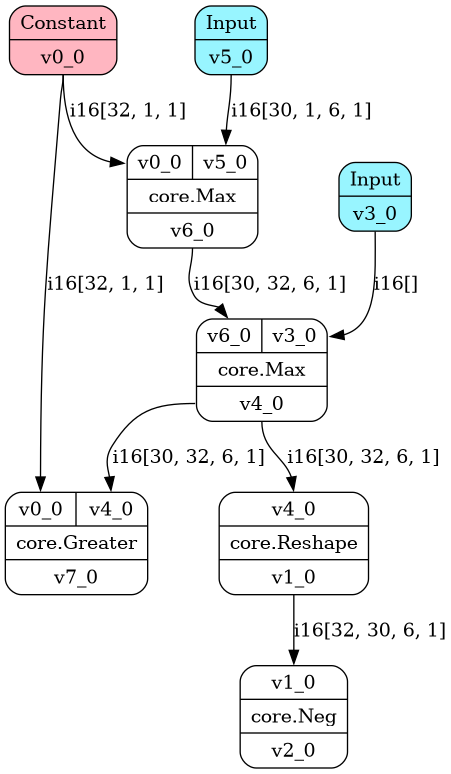 Constant
v0_0
Input
v5_0
i16[32, 1, 1]
i16[30, 1, 6, 1]
v0_0 v5_0
core.Max
v6_0
Input
v3_0
i16[32, 1, 1]
i16[30, 32, 6, 1]
i16[]
v6_0 v3_0
core.Max
v4_0
i16[30, 32, 6, 1]
i16[30, 32, 6, 1]
v0_0 v4_0
core.Greater
v7_0
v4_0
core.Reshape
v1_0
i16[32, 30, 6, 1]
v1_0
core.Neg
v2_0